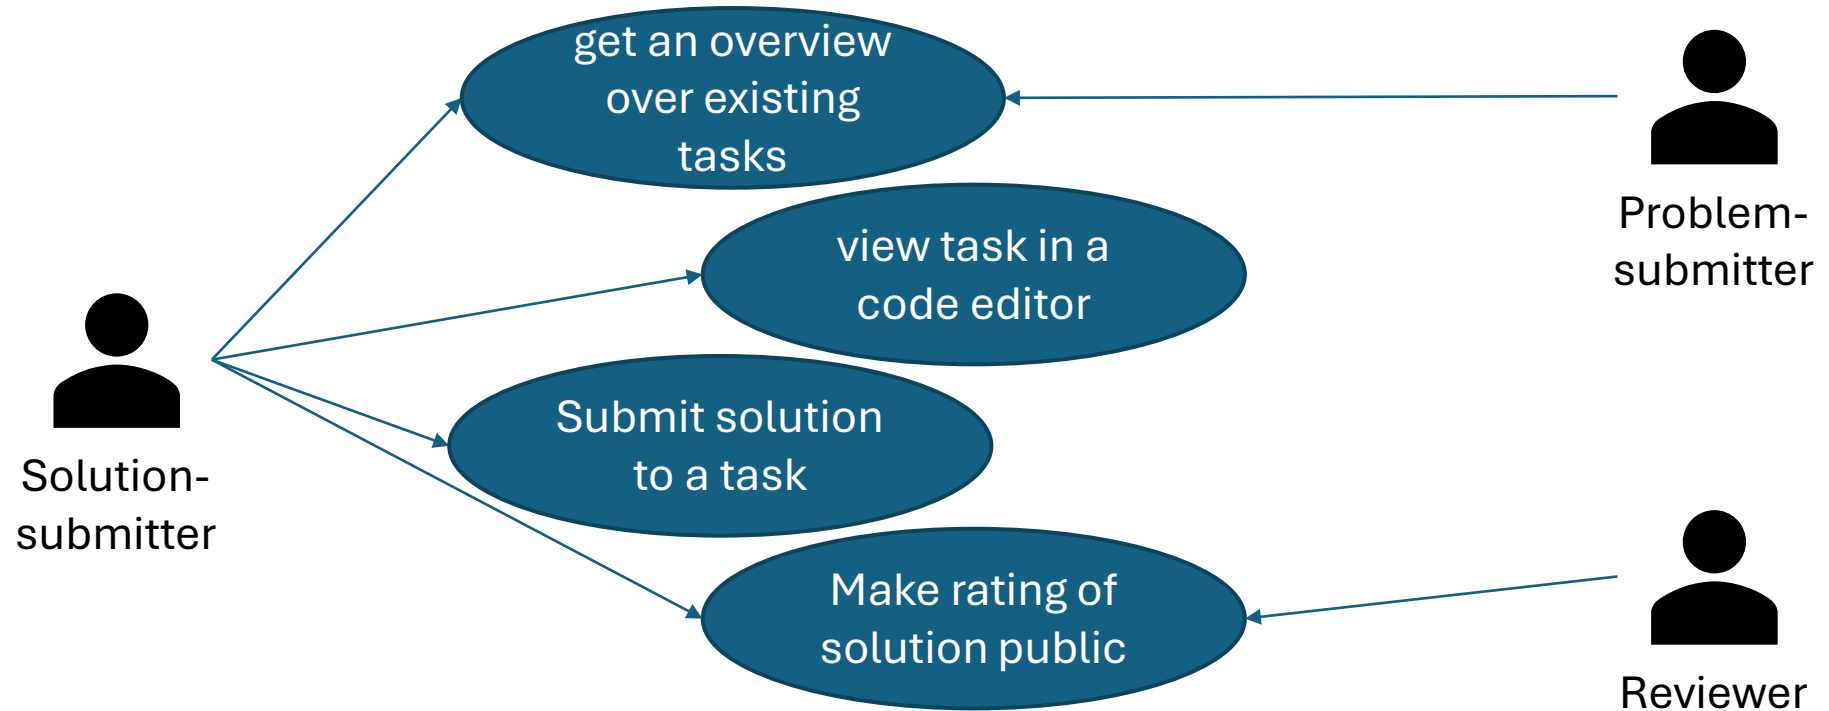 get an overview
over existing
tasks
Problem-
submitter
view task in a
code editor
Solution-
submitter
Submit solution
to a task
Make rating of
solution public
Reviewer